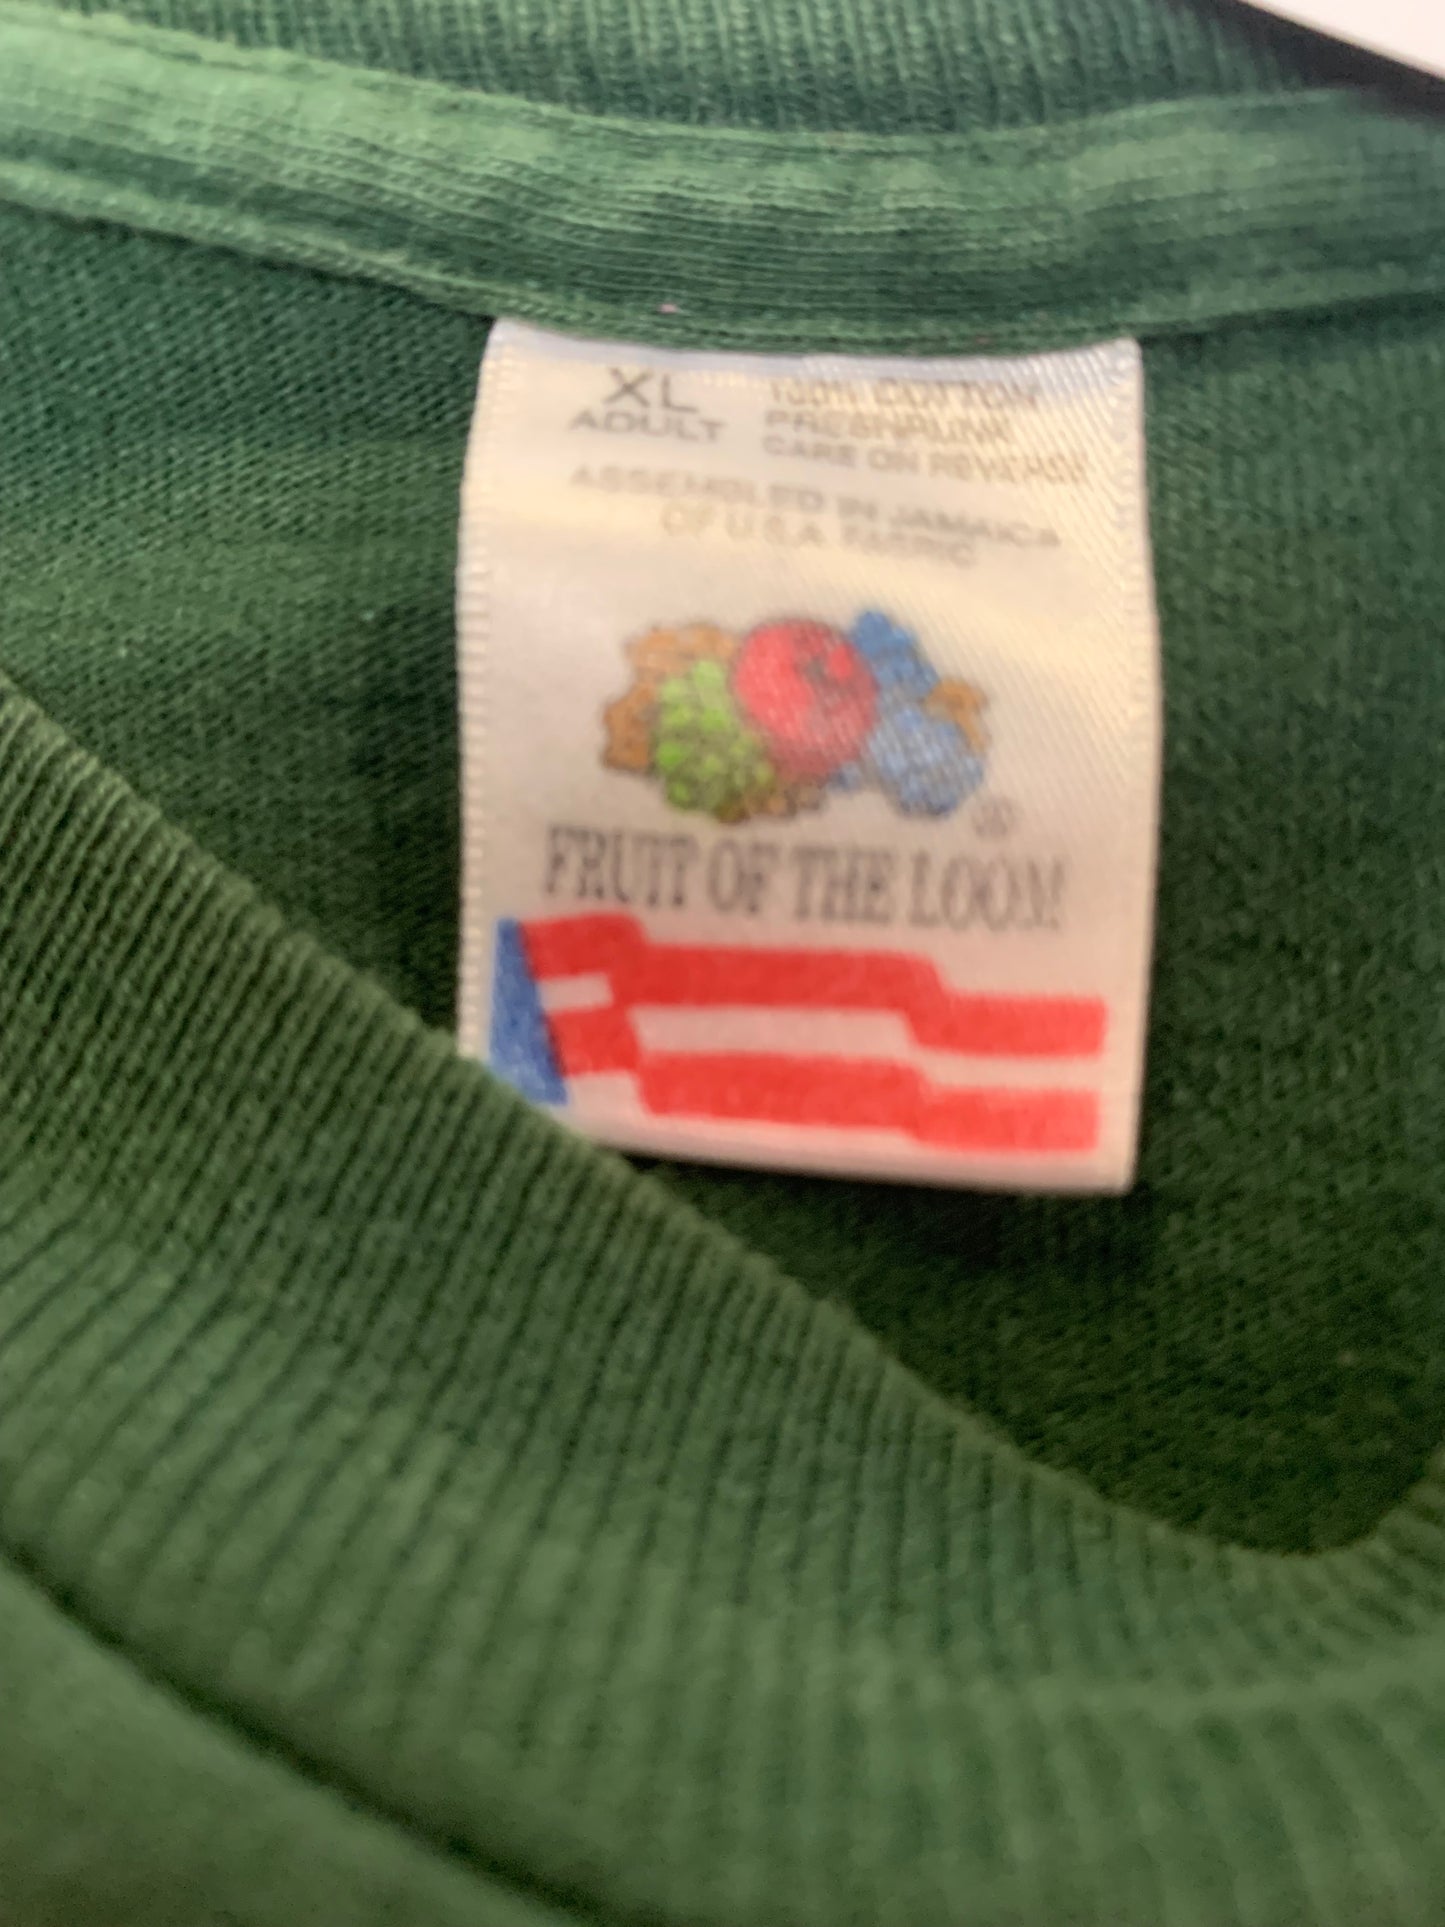 XL
ADULT
100% COTTON
PRESHRUNK
CARE ON REVERSE
ASSEMBLED IN JAMAICA
OF U.S.A. FABRIC
®
FRUIT OF THE LOOM